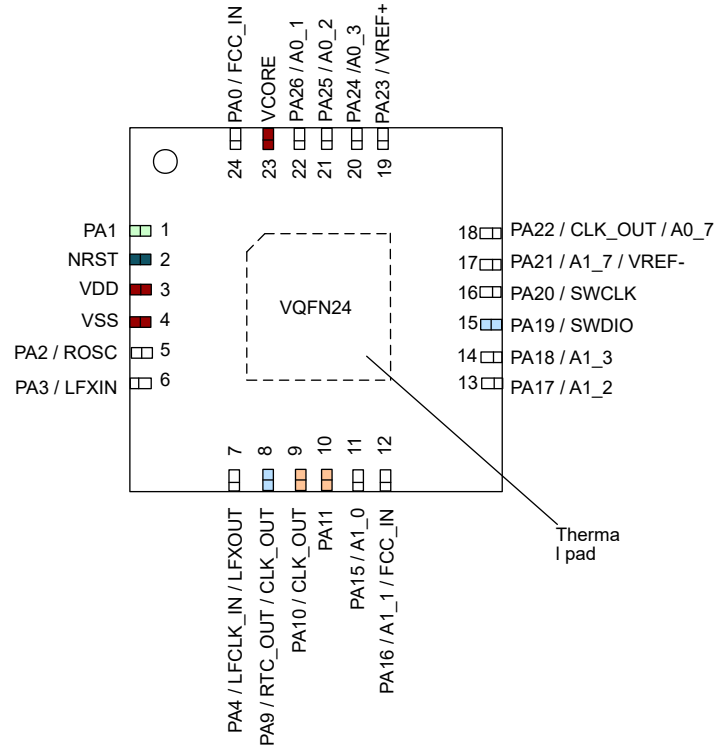 PA0 / FCC_IN
VCORE
PA26 / A0_1
PA25 / A0_2
PA24 /A0_3
PA23 / VREF+
24
23
22
21
20
19
PA1 1
NRST 2
VDD 3
VSS 4
PA2 / ROSC 5
PA3 / LFXIN 6
VQFN24
18 PA22 / CLK_OUT / A0_7
17 PA21 / A1_7 / VREF-
16 PA20 / SWCLK
15 PA19 / SWDIO
14 PA18 / A1_3
13 PA17 / A1_2
7
8
9
10
11
12
PA4 / LFCLK_IN / LFXOUT
PA9 / RTC_OUT / CLK_OUT
PA10 / CLK_OUT
PA11
PA15 / A1_0
PA16 / A1_1 / FCC_IN
Therma
l pad